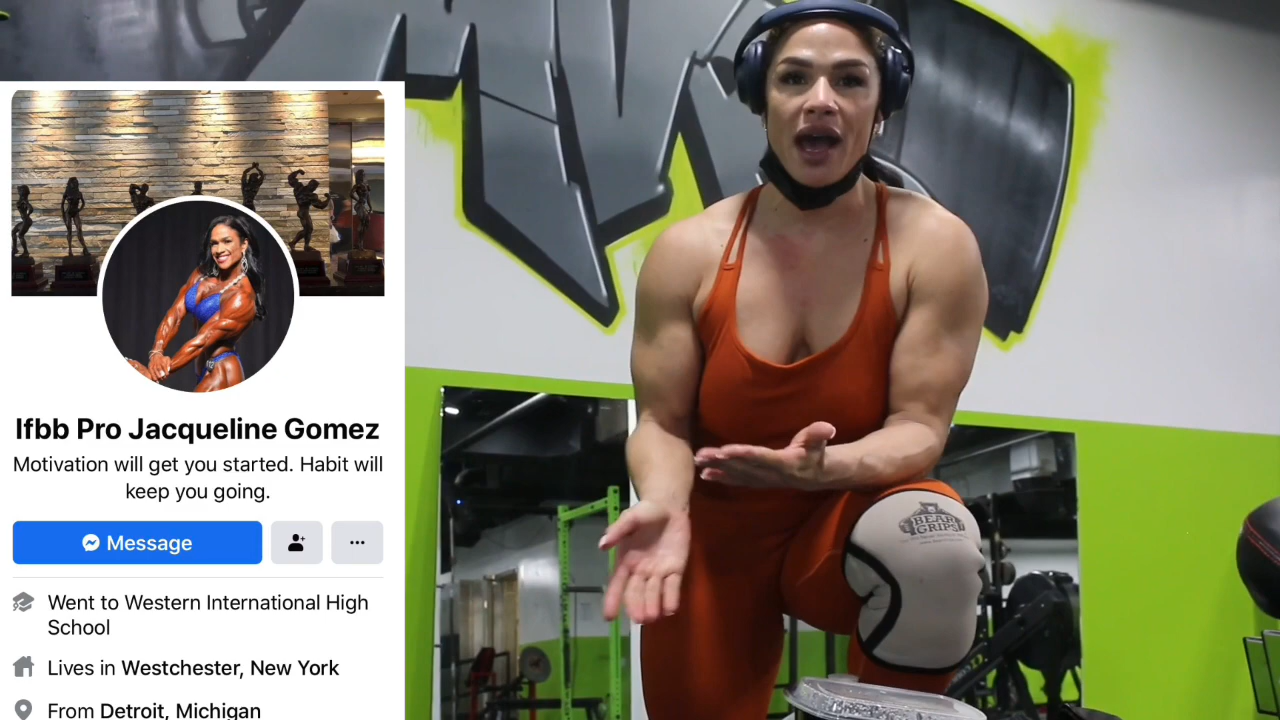 Ifbb Pro Jacqueline Gomez
Motivation will get you started. Habit will
keep you going.
Message
Went to Western International High
School
Lives in Westchester, New York
From Detroit, Michigan
BEAR
GRIPS